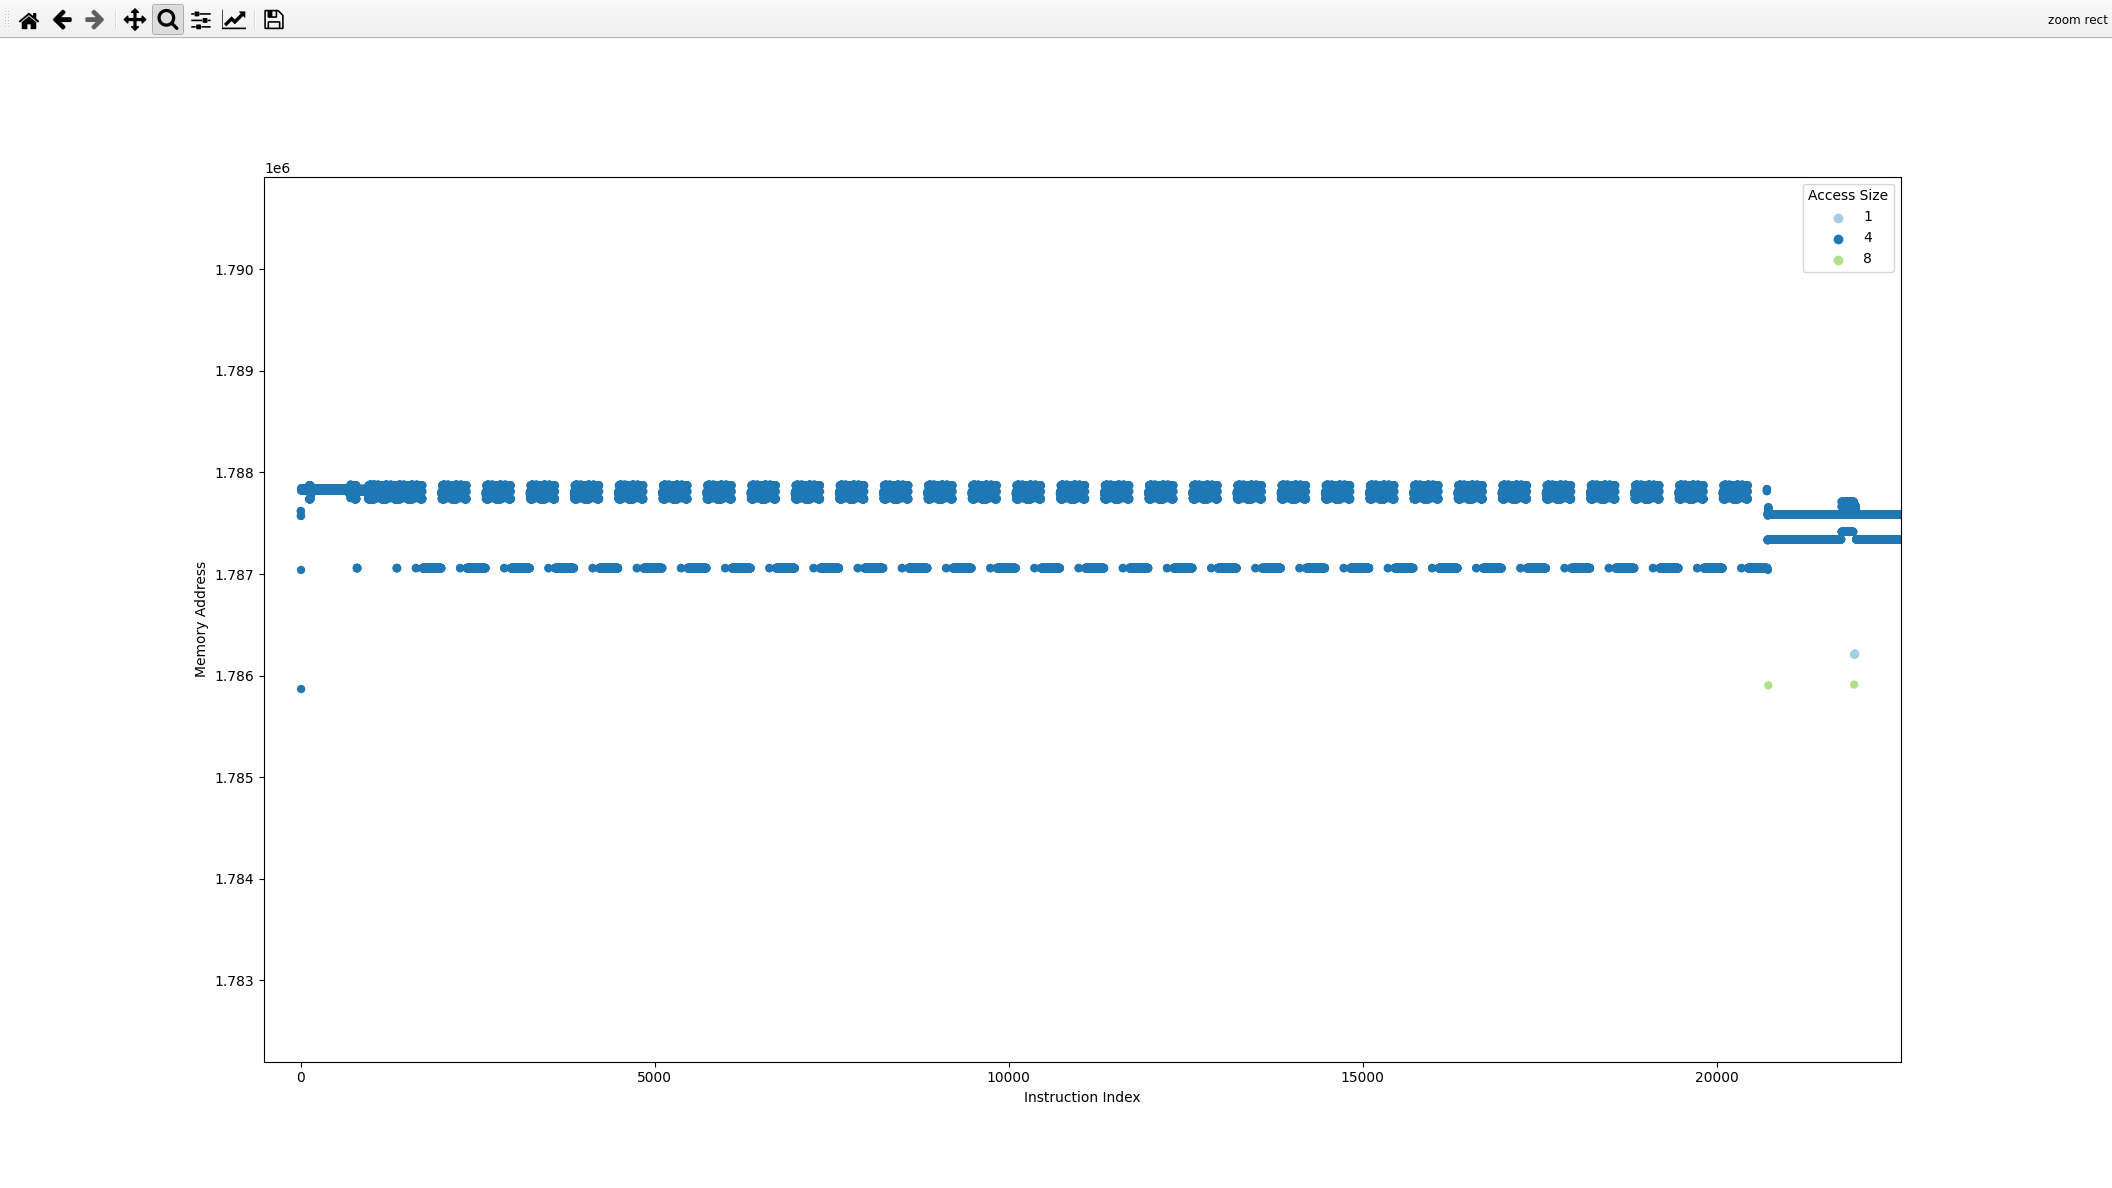 zoom rect
1e6
Access Size
1
4
8
1.790
1.789
1.788
1.787
1.786
1.785
1.784
1.783
Memory Address
0 5000 10000 15000 20000
Instruction Index